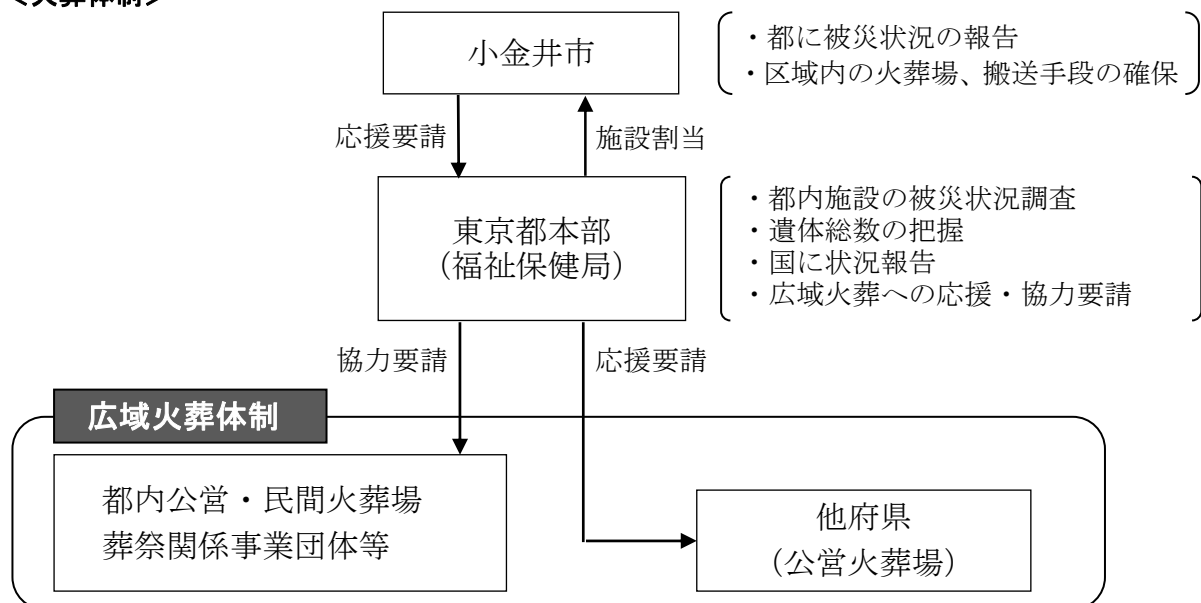 <火葬体制>
小金井市
・都に被災状況の報告
・区域内の火葬場、搬送手段の確保
応援要請
施設割当
東京都本部
（福祉保健局）
・都内施設の被災状況調査
・遺体総数の把握
・国に状況報告
・広域火葬への応援・協力要請
協力要請
応援要請
広域火葬体制
都内公営・民間火葬場
葬祭関係事業団体等
他府県
（公営火葬場）